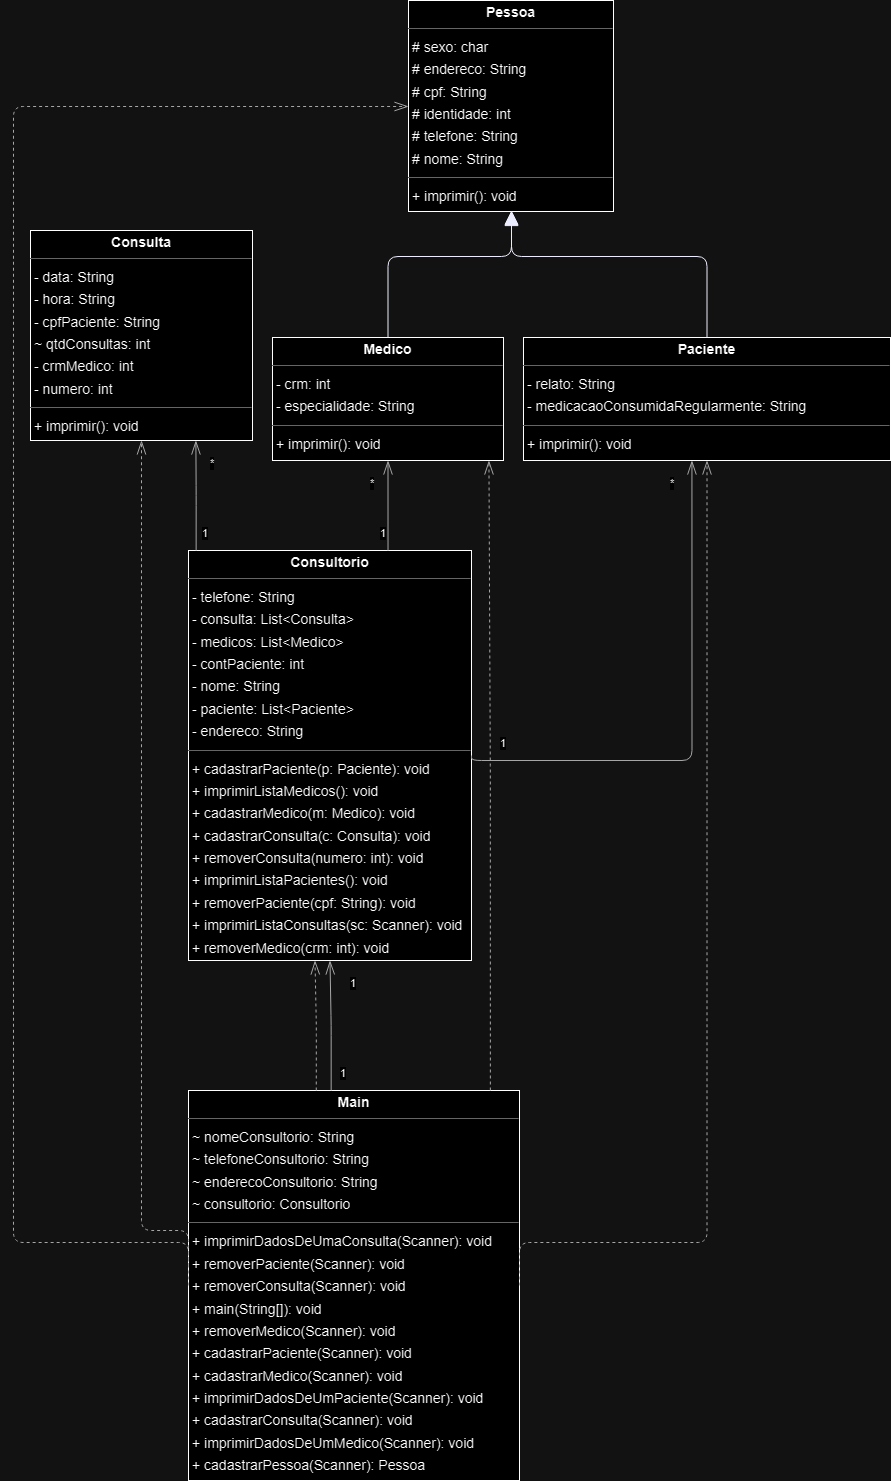 Pessoa
# sexo: char
# endereco: String
# cpf: String
# identidade: int
# telefone: String
# nome: String
+ imprimir(): void
Consulta
- data: String
- hora: String
- cpfPaciente: String
~ qtdConsultas: int
- crmMedico: int
- numero: int
+ imprimir(): void
Medico
- crm: int
- especialidade: String
+ imprimir(): void
Paciente
- relato: String
- medicacaoConsumidaRegularmente: String
+ imprimir(): void
*
*
*
1
1
Consultorio
- telefone: String
- consulta: List<Consulta>
- medicos: List<Medico>
- contPaciente: int
- nome: String
- paciente: List<Paciente>
- endereco: String
1
+ cadastrarPaciente(p: Paciente): void
+ imprimirListaMedicos(): void
+ cadastrarMedico(m: Medico): void
+ cadastrarConsulta(c: Consulta): void
+ removerConsulta(numero: int): void
+ imprimirListaPacientes(): void
+ removerPaciente(cpf: String): void
+ imprimirListaConsultas(sc: Scanner): void
+ removerMedico(crm: int): void
1
1
Main
~ nomeConsultorio: String
~ telefoneConsultorio: String
~ enderecoConsultorio: String
~ consultorio: Consultorio
+ imprimirDadosDeUmaConsulta(Scanner): void
+ removerPaciente(Scanner): void
+ removerConsulta(Scanner): void
+ main(String[]): void
+ removerMedico(Scanner): void
+ cadastrarPaciente(Scanner): void
+ cadastrarMedico(Scanner): void
+ imprimirDadosDeUmPaciente(Scanner): void
+ cadastrarConsulta(Scanner): void
+ imprimirDadosDeUmMedico(Scanner): void
+ cadastrarPessoa(Scanner): Pessoa